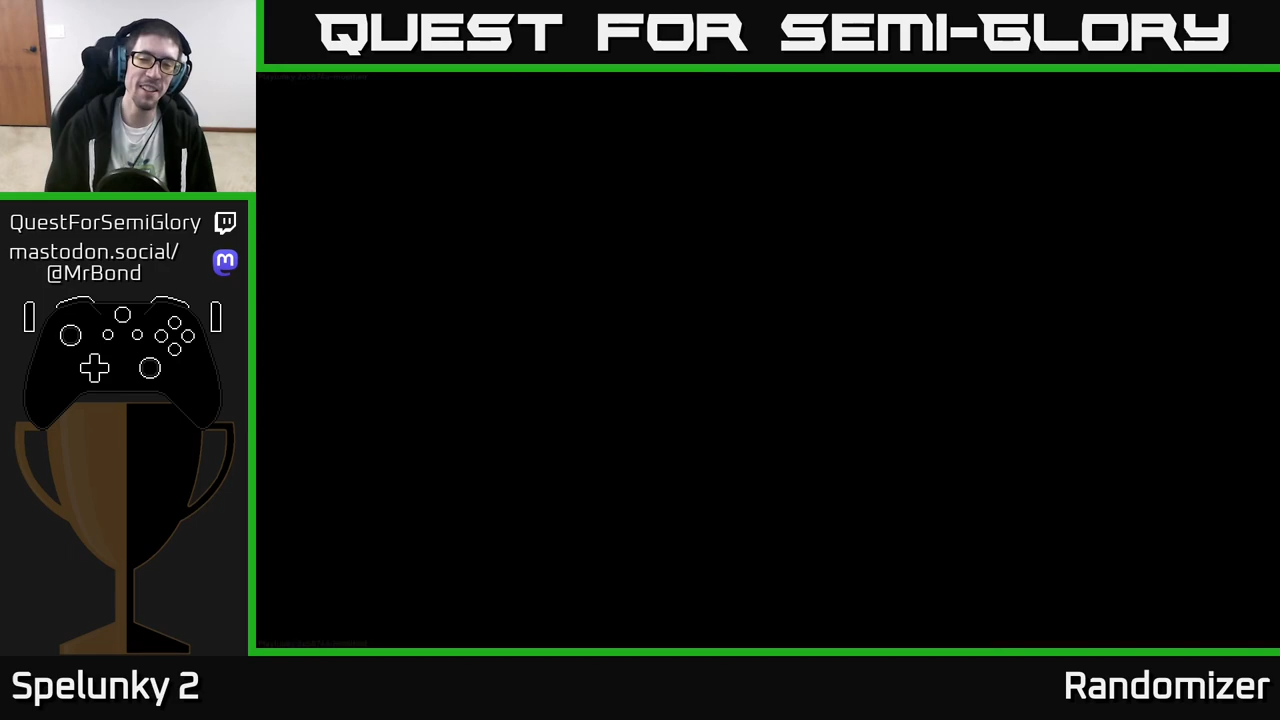 QUEST FOR SEMI-GLORY
QuestForSemiGlory
mastodon.social/
@MrBond
Spelunky 2
Randomizer